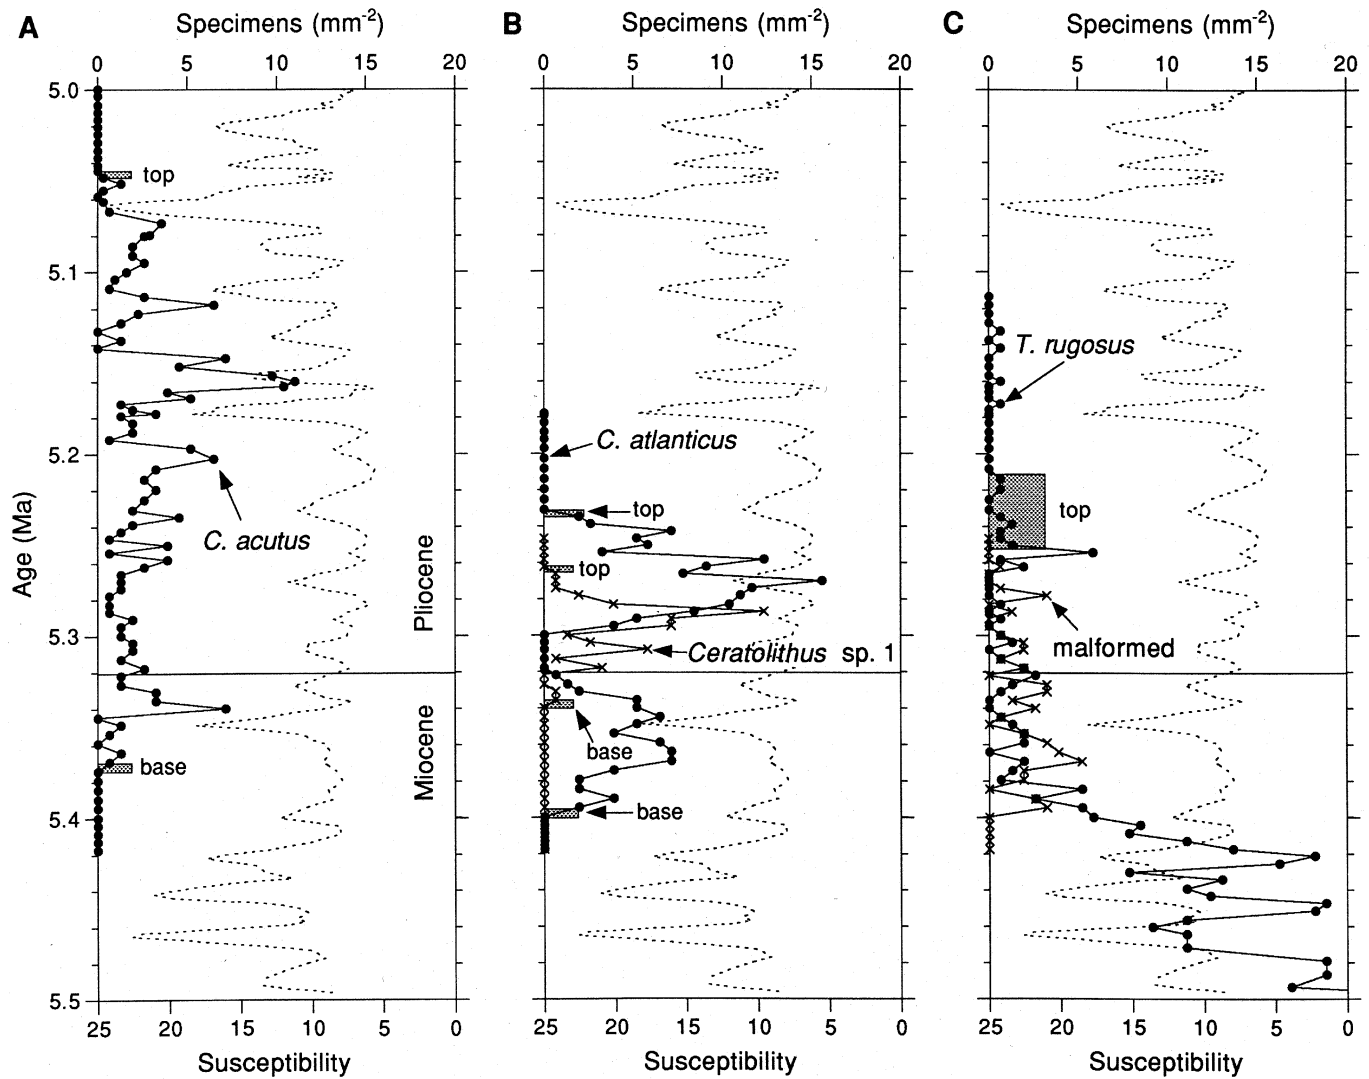 A
Specimens (mm-2)
0 5 10 15 20
5.0
5.1
5.2
5.3
5.4
5.5
Age (Ma)
top
C. acutus
Pliocene
Miocene
base
25 20 15 10 5 0
Susceptibility
B
Specimens (mm-2)
0 5 10 15 20
C. atlanticus
top
top
Ceratolithus sp. 1
base
base
25 20 15 10 5 0
Susceptibility
C
Specimens (mm-2)
0 5 10 15 20
T. rugosus
top
malformed
25 20 15 10 5 0
Susceptibility